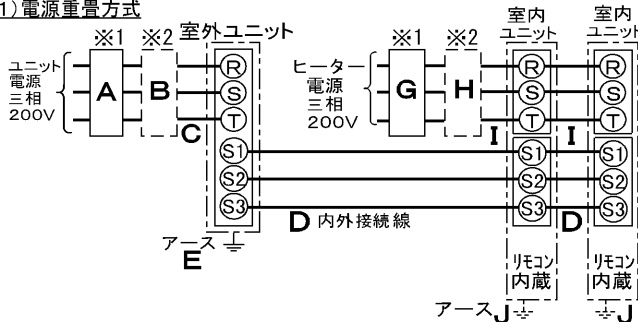 1)電源重畳方式
※1 ※2 室外ユニット
ユニット
電源
三相
200V
A B
C
R
S
T
S1
S2
S3
D 内外接続線
アース
E
※1 ※2
ヒーター
電源
三相
200V
G H
I I
室内
ユニット
R
S
T
S1
S2
S3
D
リモコン
内蔵
アース J
室内
ユニット
R
S
T
S1
S2
S3
リモコン
内蔵
J